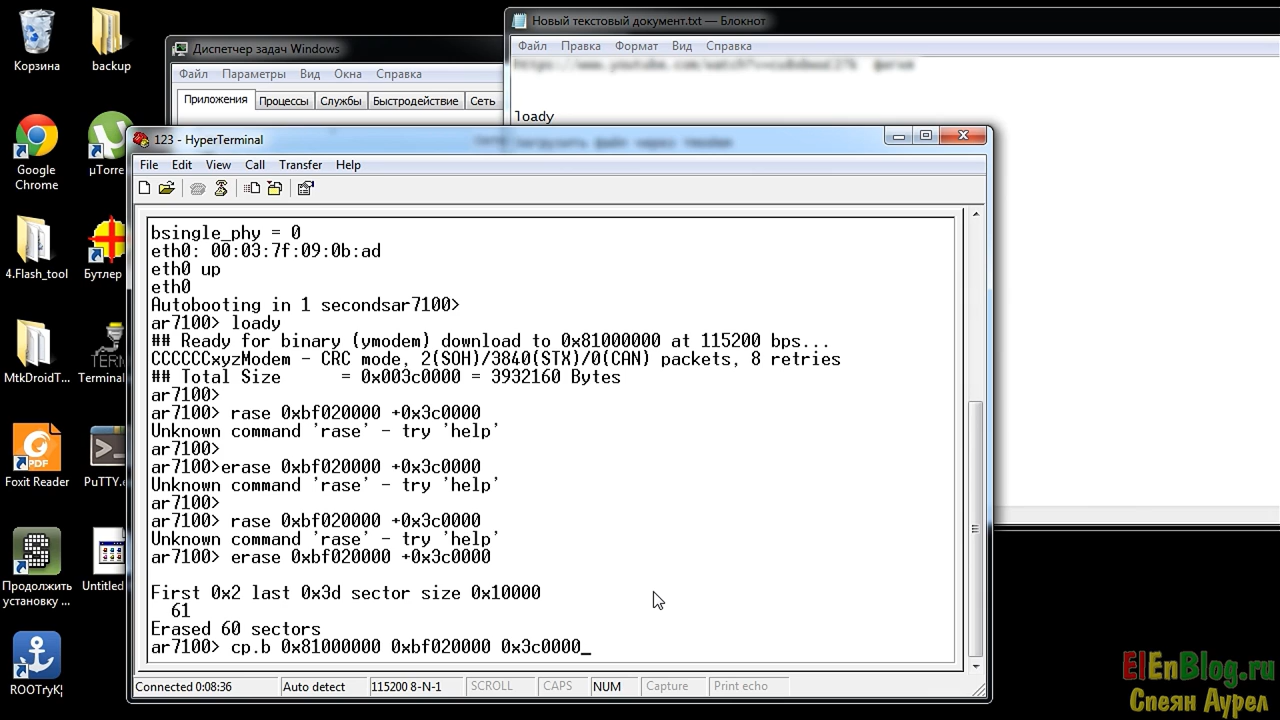 Корзина
backup
Google Chrome
µTorre
4.Flash_tool
Бутлер
MtkDroidT...
TERM
Terminal
Foxit Reader
PDF
PuTTY.e
Продолжить установку ...
Untitled
ROOTryK
Диспетчер задач Windows
Файл Параметры Вид Окна Справка
Приложения Процессы Службы Быстродействие Сеть
Новый текстовый документ.txt — Блокнот
Файл Правка Формат Вид Справка
loady
123 - HyperTerminal
File Edit View Call Transfer Help
bsingle_phy = 0
eth0: 00:03:7f:09:0b:ad
eth0 up
eth0
Autobooting in 1 secondsar7100>
ar7100> loady
## Ready for binary (ymodem) download to 0x81000000 at 115200 bps...
CCCCCCxyzModem - CRC mode, 2(SOH)/3840(STX)/0(CAN) packets, 8 retries
## Total Size      = 0x003c0000 = 3932160 Bytes
ar7100>
ar7100> rase 0xbf020000 +0x3c0000
Unknown command 'rase' - try 'help'
ar7100>
ar7100>erase 0xbf020000 +0x3c0000
Unknown command 'rase' - try 'help'
ar7100>
ar7100> rase 0xbf020000 +0x3c0000
Unknown command 'rase' - try 'help'
ar7100> erase 0xbf020000 +0x3c0000
First 0x2 last 0x3d sector size 0x10000
61
Erased 60 sectors
ar7100> cp.b 0x81000000 0xbf020000 0x3c0000_
Connected 0:08:36 Auto detect 115200 8-N-1 SCROLL CAPS NUM Capture Print echo
ElEnBlog.ru
Спеян Аурел